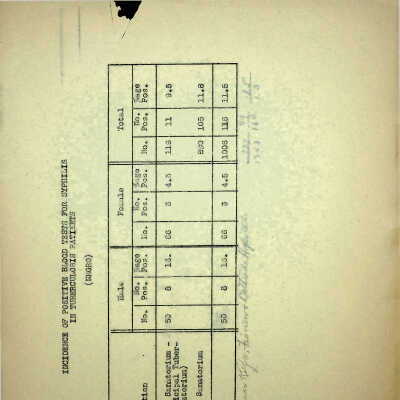 INCIDENCE OF POSITIVE BLOOD TESTS FOR SYPHILIS
IN TUBERCULOSIS PATIENTS
(NEGRO)
Male Female Total
No. No. Pos. %age Pos. No. No. Pos. %age Pos. No. No. Pos. %age Pos.
Sanatorium -
icipal Tuber-
atorium) 50 8 16. 66 3 4.5 116 11 9.5
Sanatorium 890 105 11.8
50 8 16. 66 3 4.5 1006 116 11.5